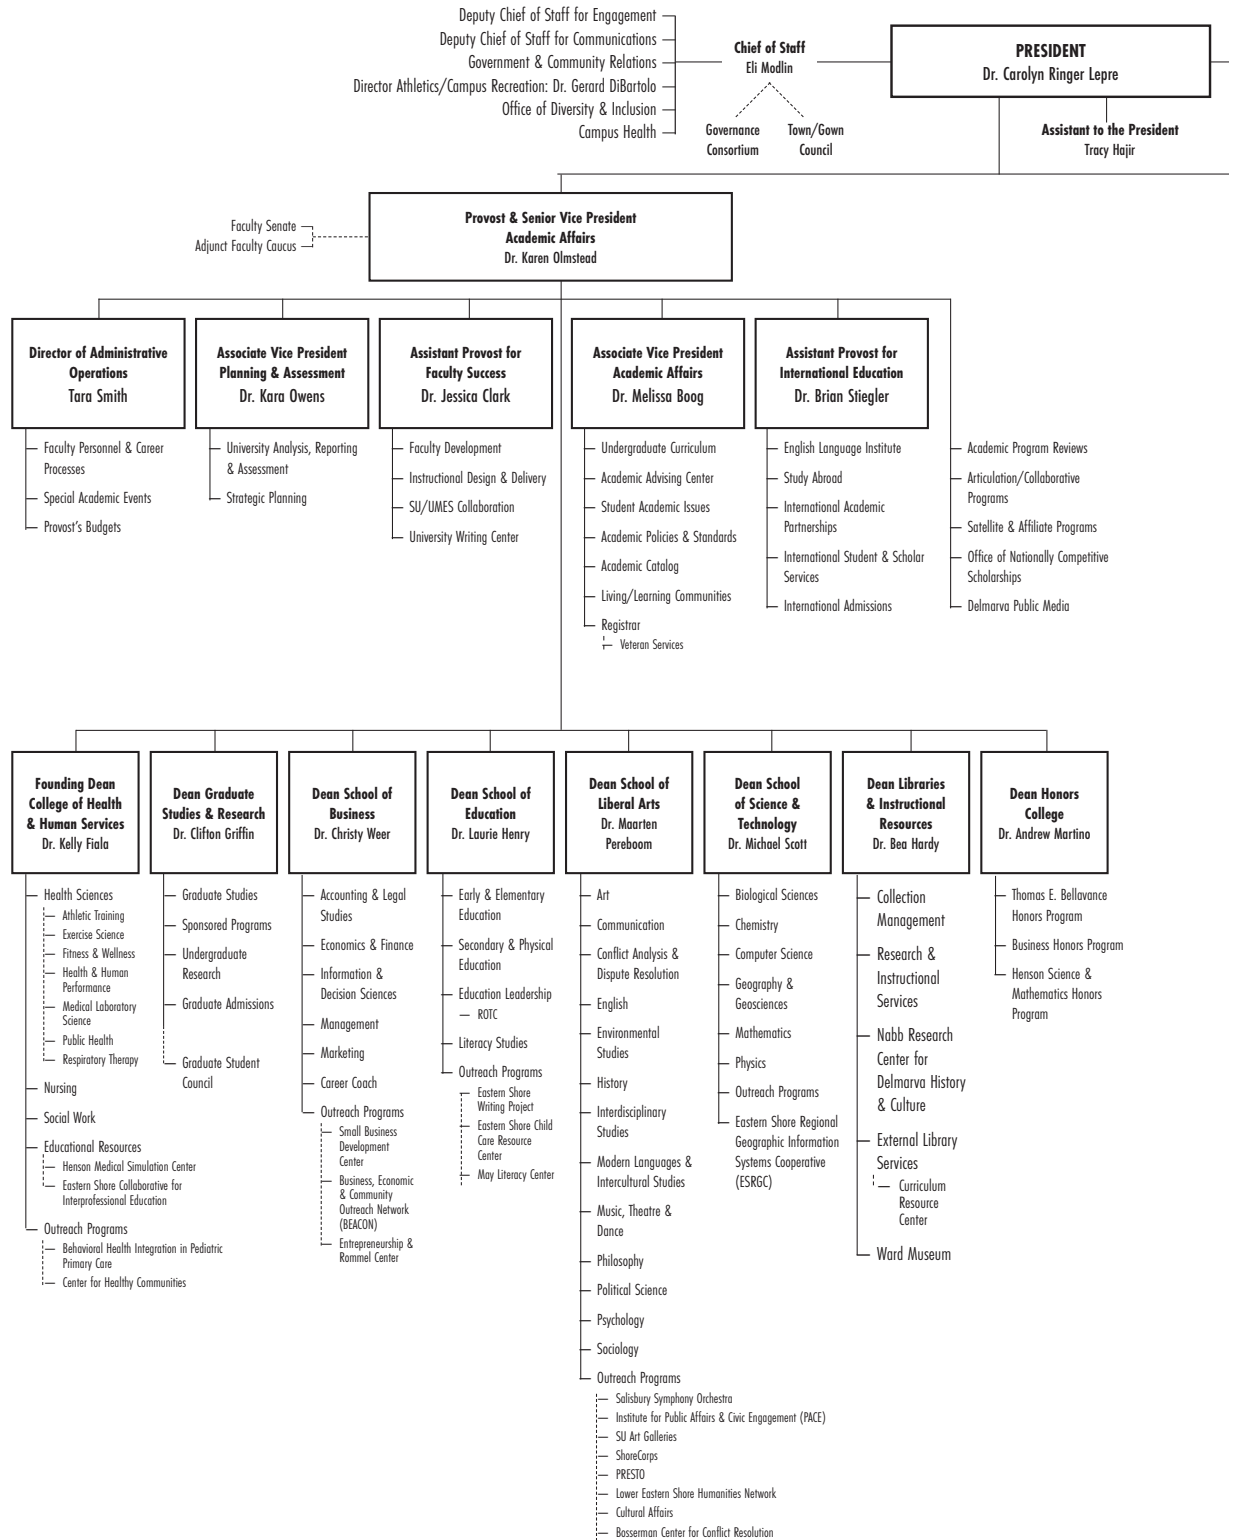 Deputy Chief of Staff for Engagement
Deputy Chief of Staff for Communications
Government & Community Relations
Director Athletics/Campus Recreation: Dr. Gerard DiBartolo
Office of Diversity & Inclusion
Campus Health
Chief of Staff
Eli Modlin
Governance
Consortium
Town/Gown
Council
PRESIDENT
Dr. Carolyn Ringer Lepre
Assistant to the President
Tracy Hajir
Faculty Senate
Adjunct Faculty Caucus
Provost & Senior Vice President
Academic Affairs
Dr. Karen Olmstead
Director of Administrative
Operations
Tara Smith
Faculty Personnel & Career
Processes
Special Academic Events
Provost's Budgets
Associate Vice President
Planning & Assessment
Dr. Kara Owens
University Analysis, Reporting
& Assessment
Strategic Planning
Assistant Provost for
Faculty Success
Dr. Jessica Clark
Faculty Development
Instructional Design & Delivery
SU/UMES Collaboration
University Writing Center
Associate Vice President
Academic Affairs
Dr. Melissa Boog
Undergraduate Curriculum
Academic Advising Center
Student Academic Issues
Academic Policies & Standards
Academic Catalog
Living/Learning Communities
Registrar
Veteran Services
Assistant Provost for
International Education
Dr. Brian Stiegler
English Language Institute
Study Abroad
International Academic
Partnerships
International Student & Scholar
Services
International Admissions
Academic Program Reviews
Articulation/Collaborative
Programs
Satellite & Affiliate Programs
Office of Nationally Competitive
Scholarships
Delmarva Public Media
Founding Dean
College of Health
& Human Services
Dr. Kelly Fiala
Health Sciences
Athletic Training
Exercise Science
Fitness & Wellness
Health & Human
Performance
Medical Laboratory
Science
Public Health
Respiratory Therapy
Nursing
Social Work
Educational Resources
Henson Medical Simulation Center
Eastern Shore Collaborative for
Interprofessional Education
Outreach Programs
Behavioral Health Integration in Pediatric
Primary Care
Center for Healthy Communities
Dean Graduate
Studies & Research
Dr. Clifton Griffin
Graduate Studies
Sponsored Programs
Undergraduate
Research
Graduate Admissions
Graduate Student
Council
Dean School of
Business
Dr. Christy Weer
Accounting & Legal
Studies
Economics & Finance
Information &
Decision Sciences
Management
Marketing
Career Coach
Outreach Programs
Small Business
Development
Center
Business, Economic
& Community
Outreach Network
(BEACON)
Entrepreneurship &
Rommel Center
Dean School of
Education
Dr. Laurie Henry
Early & Elementary
Education
Secondary & Physical
Education
Education Leadership
ROTC
Literacy Studies
Outreach Programs
Eastern Shore
Writing Project
Eastern Shore Child
Care Resource
Center
May Literacy Center
Dean School of
Liberal Arts
Dr. Maarten
Pereboom
Art
Communication
Conflict Analysis &
Dispute Resolution
English
Environmental
Studies
History
Interdisciplinary
Studies
Modern Languages &
Intercultural Studies
Music, Theatre &
Dance
Philosophy
Political Science
Psychology
Sociology
Outreach Programs
Salisbury Symphony Orchestra
Institute for Public Affairs & Civic Engagement (PACE)
SU Art Galleries
ShoreCorps
PRESTO
Lower Eastern Shore Humanities Network
Cultural Affairs
Bosserman Center for Conflict Resolution
Dean School
of Science &
Technology
Dr. Michael Scott
Biological Sciences
Chemistry
Computer Science
Geography &
Geosciences
Mathematics
Physics
Outreach Programs
Eastern Shore Regional
Geographic Information
Systems Cooperative
(ESRGC)
Dean Libraries
& Instructional
Resources
Dr. Bea Hardy
Collection
Management
Research &
Instructional
Services
Nabb Research
Center for
Delmarva History
& Culture
External Library
Services
Curriculum
Resource
Center
Ward Museum
Dean Honors
College
Dr. Andrew Martino
Thomas E. Bellavance
Honors Program
Business Honors Program
Henson Science &
Mathematics Honors
Program